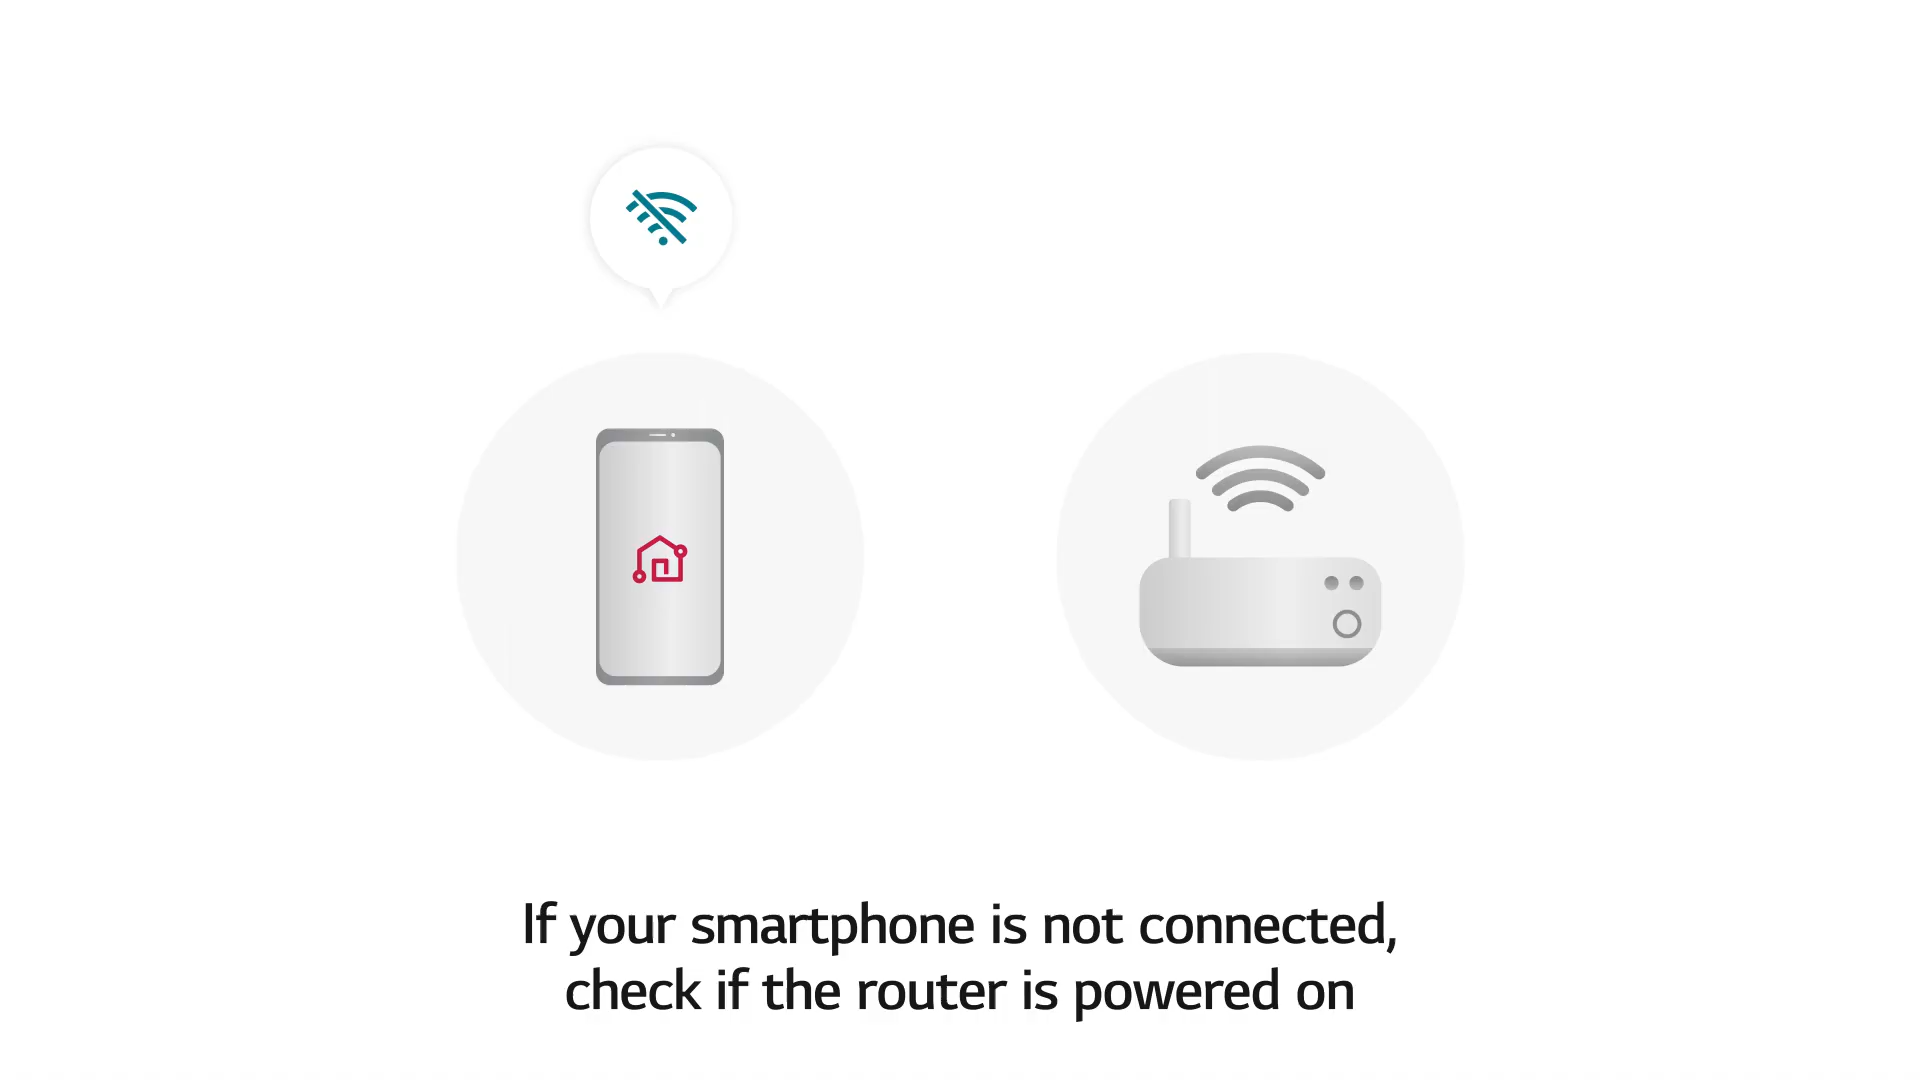 If your smartphone is not connected,
check if the router is powered on